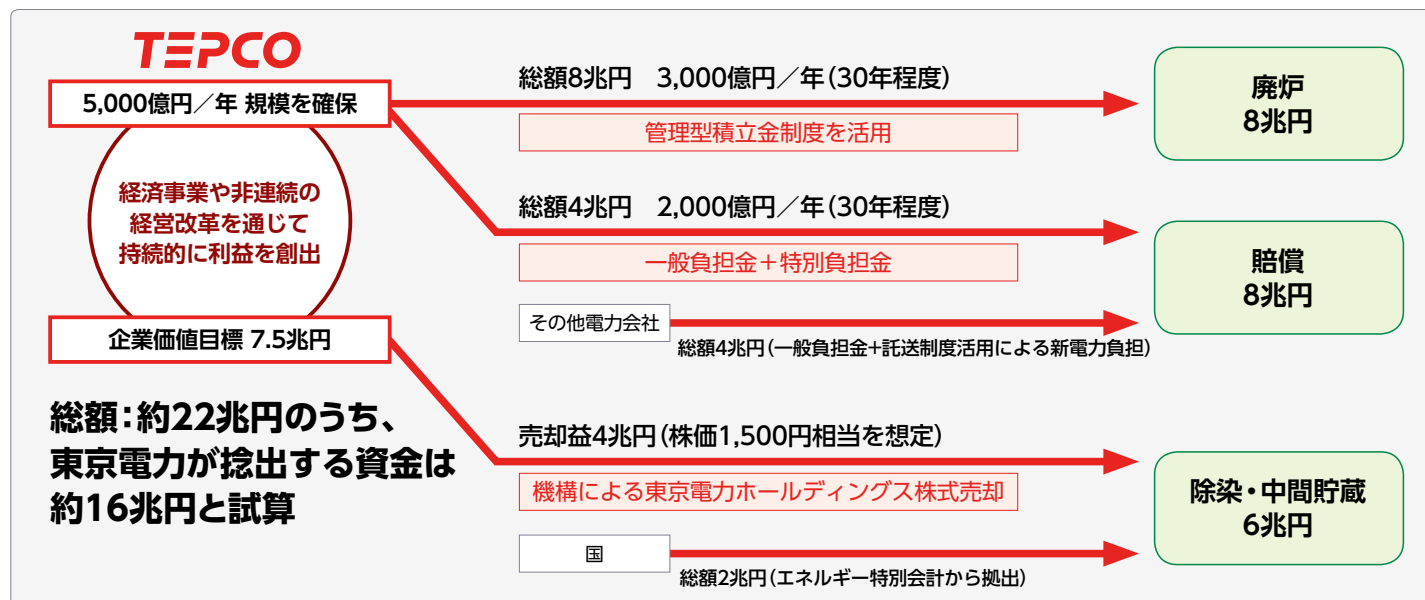 TEPCO
5,000億円／年 規模を確保
経済事業や非連続の
経営改革を通じて
持続的に利益を創出
企業価値目標 7.5兆円
総額：約22兆円のうち、
東京電力が捻出する資金は
約16兆円と試算
総額8兆円　3,000億円／年（30年程度）
管理型積立金制度を活用
廃炉
8兆円
総額4兆円　2,000億円／年（30年程度）
一般負担金＋特別負担金
その他電力会社
総額4兆円（一般負担金+託送制度活用による新電力負担）
賠償
8兆円
売却益4兆円（株価1,500円相当を想定）
機構による東京電力ホールディングス株式売却
国
総額2兆円（エネルギー特別会計から拠出）
除染・中間貯蔵
6兆円